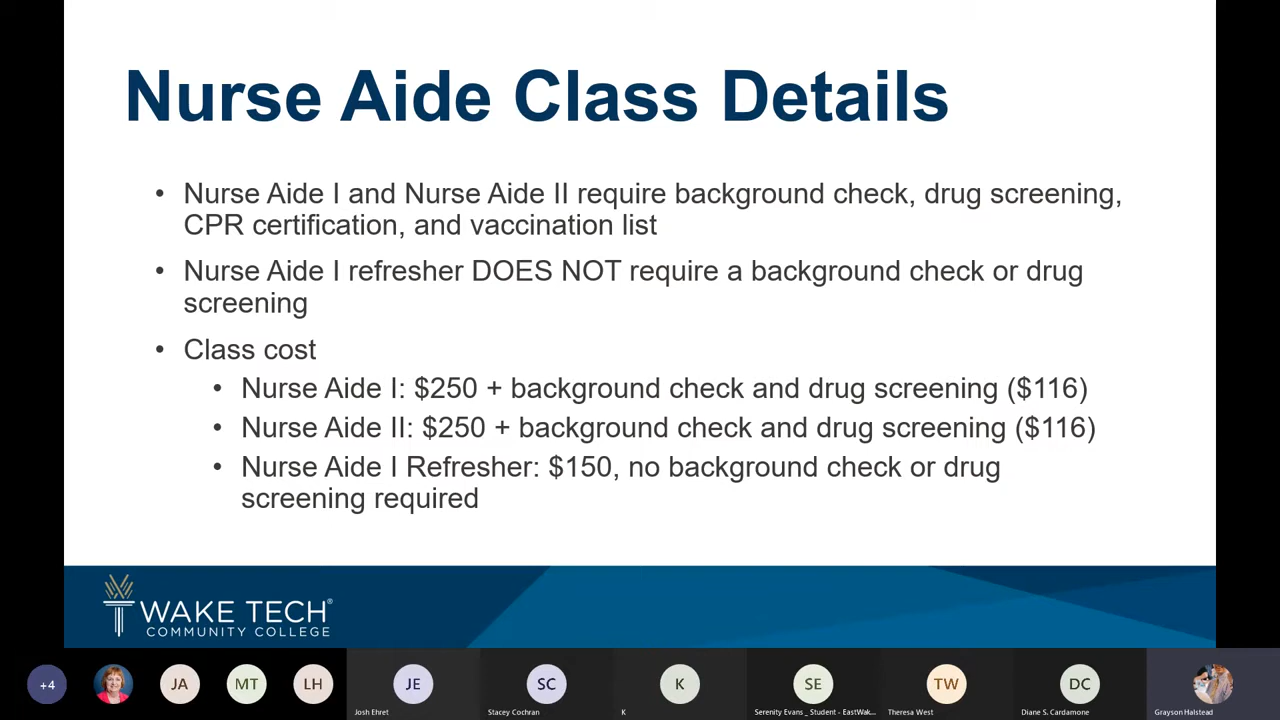 Nurse Aide Class Details
• Nurse Aide I and Nurse Aide II require background check, drug screening,
CPR certification, and vaccination list
• Nurse Aide I refresher DOES NOT require a background check or drug
screening
• Class cost
• Nurse Aide I: $250 + background check and drug screening ($116)
• Nurse Aide II: $250 + background check and drug screening ($116)
• Nurse Aide I Refresher: $150, no background check or drug
screening required
WAKE TECH®
COMMUNITY COLLEGE
+4
JA
MT
LH
JE
SC
K
SE
TW
DC
Josh Ehret
Stacey Cochran
K
Serenity Evans _ Student - EastWak...
Theresa West
Diane S. Cardamone
Grayson Halstead